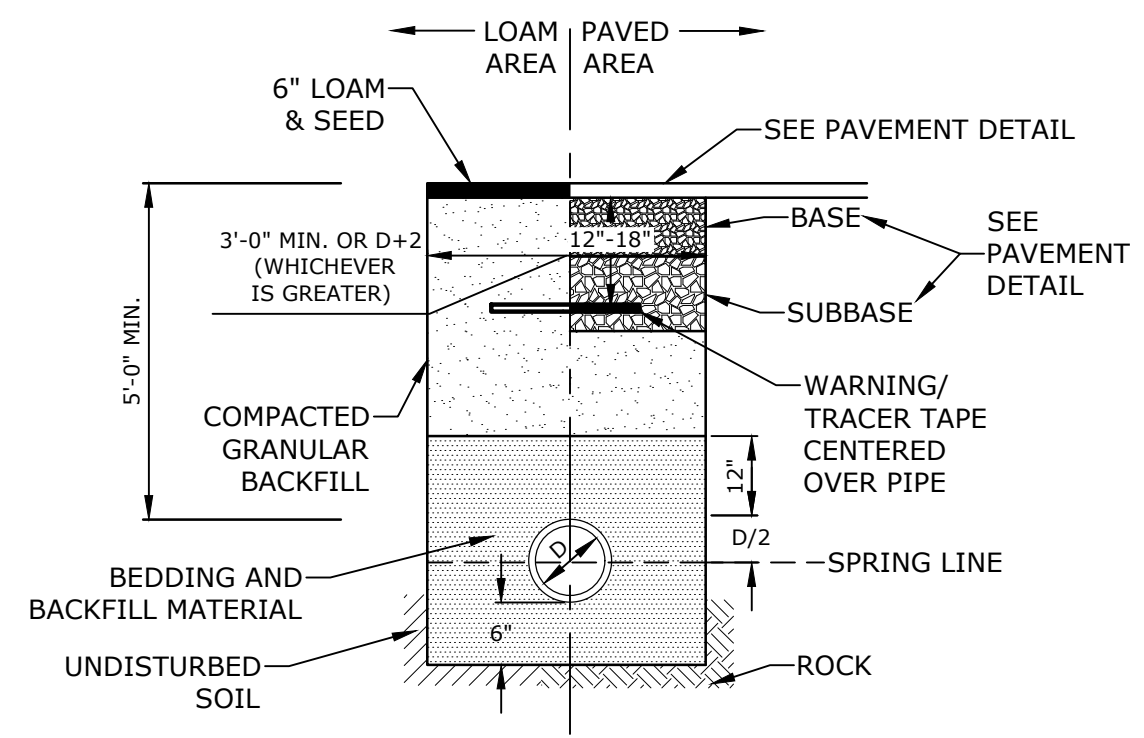 LOAM PAVED
AREA AREA
6" LOAM
& SEED
SEE PAVEMENT DETAIL
BASE
SEE
PAVEMENT
DETAIL
3'-0" MIN. OR D+2
(WHICHEVER
IS GREATER)
12"-18"
SUBBASE
5'-0" MIN.
WARNING/
TRACER TAPE
CENTERED
OVER PIPE
COMPACTED
GRANULAR
BACKFILL
12"
D/2
D
SPRING LINE
BEDDING AND
BACKFILL MATERIAL
6"
UNDISTURBED
SOIL
ROCK